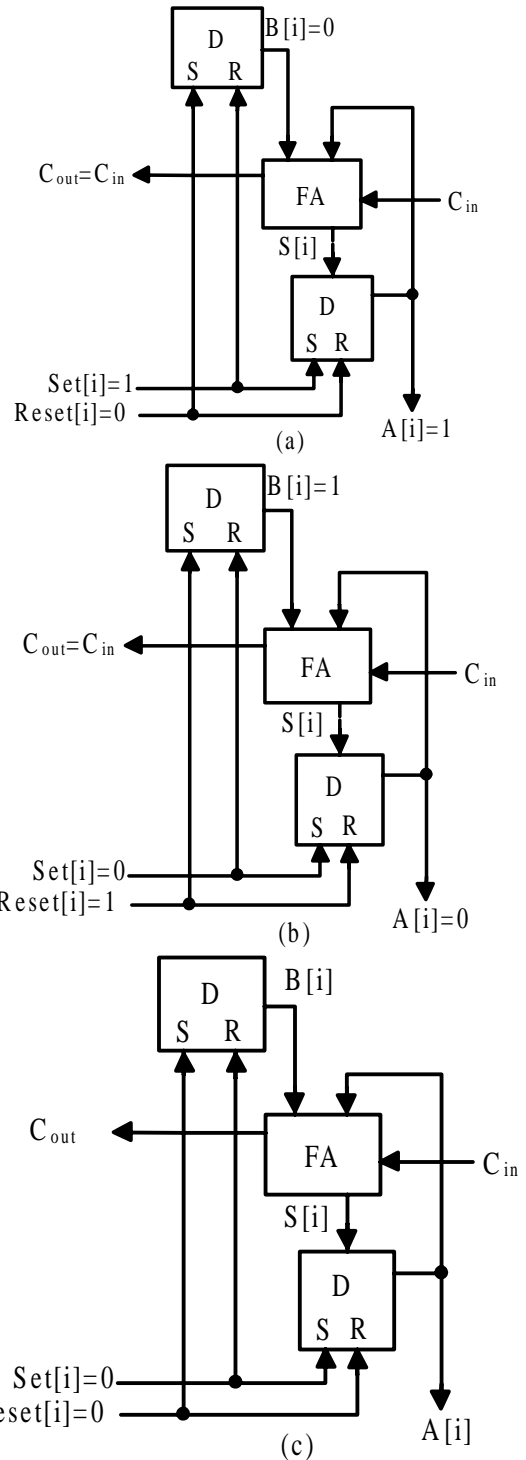 D
B[i]=0
S R
C_out=C_in
FA
C_in
S[i]
D
S R
Set[i]=1
Reset[i]=0
A[i]=1
(a)
D
B[i]=1
S R
C_out=C_in
FA
C_in
S[i]
D
S R
Set[i]=0
Reset[i]=1
A[i]=0
(b)
D
B[i]
S R
C_out
FA
C_in
S[i]
D
S R
Set[i]=0
eset[i]=0
A[i]
(c)